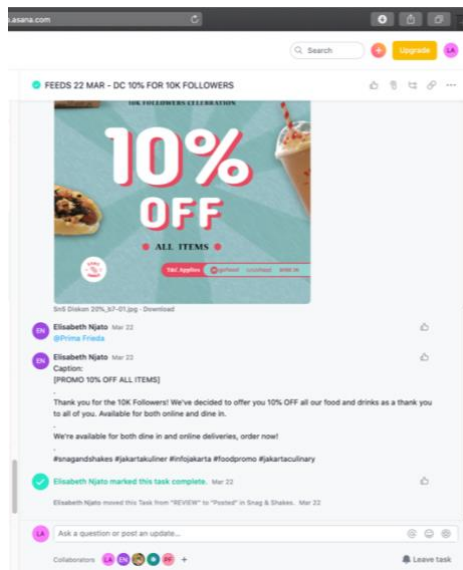 o.asana.com
Search
Upgrade
LA
FEEDS 22 MAR - DC 10% FOR 10K FOLLOWERS
10K FOLLOWERS CELEBRATION
10%
OFF
ALL ITEMS
T&C Applies
gofood
DINE IN
SnS Diskon 20%_b7-01.jpg - Download
EN
Elisabeth Njato Mar 22
@Prima Frieda
EN
Elisabeth Njato Mar 22
Caption:
[PROMO 10% OFF ALL ITEMS]
.
Thank you for the 10K Followers! We've decided to offer you 10% OFF all our food and drinks as a thank you
to all of you. Available for both online and dine in.
.
We're available for both dine in and online deliveries, order now!
.
#snagandshakes #jakartakuliner #infojakarta #foodpromo #jakartaculinary
Elisabeth Njato marked this task complete. Mar 22
Elisabeth Njato moved this Task from "REVIEW" to "Posted" in Snag & Shakes. Mar 22
LA
Ask a question or post an update...
Collaborators
LA
EN
PF
Leave task